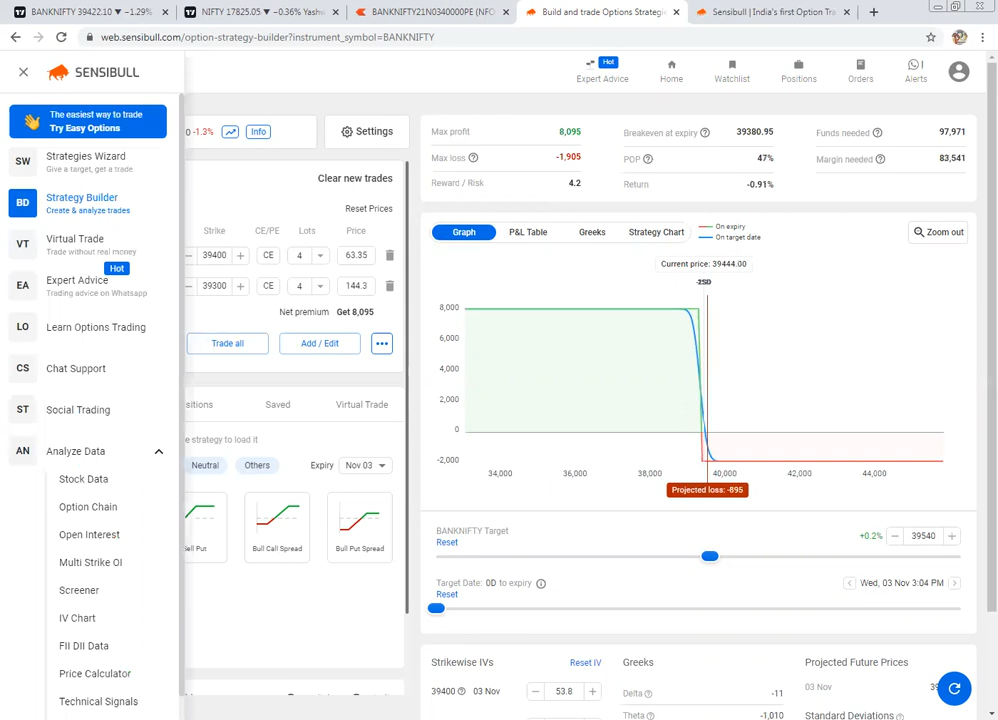 BANKNIFTY 39422.10 ▼ −1.29%
NIFTY 17825.05 ▼ −0.36% Yashw
BANKNIFTY21N0340000PE (NFO
Build and trade Options Strategi
Sensibull | India's first Option Tra
web.sensibull.com/option-strategy-builder?instrument_symbol=BANKNIFTY
SENSIBULL
Hot
Expert Advice
Home
Watchlist
Positions
Orders
Alerts
The easiest way to trade
Try Easy Options
SW
Strategies Wizard
Give a target, get a trade
BD
Strategy Builder
Create & analyze trades
VT
Virtual Trade
Trade without real money
Hot
EA
Expert Advice
Trading advice on Whatsapp
LO
Learn Options Trading
CS
Chat Support
ST
Social Trading
AN
Analyze Data
Stock Data
Option Chain
Open Interest
Multi Strike OI
Screener
IV Chart
FII DII Data
Price Calculator
Technical Signals
0 -1.3%
Info
Settings
Clear new trades
Reset Prices
Strike CE/PE Lots Price
39400 + CE 4 63.35
39300 + CE 4 144.3
Net premium Get 8,095
Trade all
Add / Edit
sitions Saved Virtual Trade
e strategy to load it
Neutral Others Expiry Nov 03
ell Put
Bull Call Spread
Bull Put Spread
Max profit 8,095
Max loss -1,905
Reward / Risk 4.2
Breakeven at expiry 39380.95
POP 47%
Return -0.91%
Funds needed 97,971
Margin needed 83,541
Graph P&L Table Greeks Strategy Chart
On expiry
On target date
Zoom out
Current price: 39444.00
8,000
6,000
4,000
2,000
0
-2,000
34,000 36,000 38,000 40,000 42,000 44,000
Projected loss: -895
BANKNIFTY Target
Reset
+0.2% − 39540 +
Target Date: 0D to expiry
Reset
Wed, 03 Nov 3:04 PM
Strikewise IVs Reset IV
39400 03 Nov − 53.8 +
Greeks
Delta -11
Theta -1,010
Projected Future Prices
03 Nov
Standard Deviations